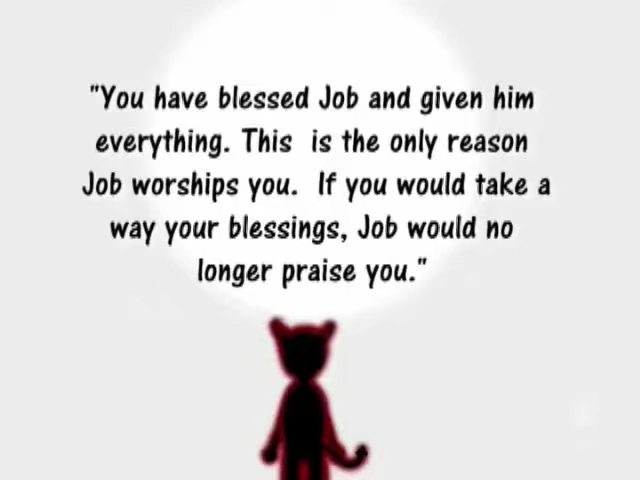 "You have blessed Job and given him
everything. This is the only reason
Job worships you. If you would take a
way your blessings, Job would no
longer praise you."